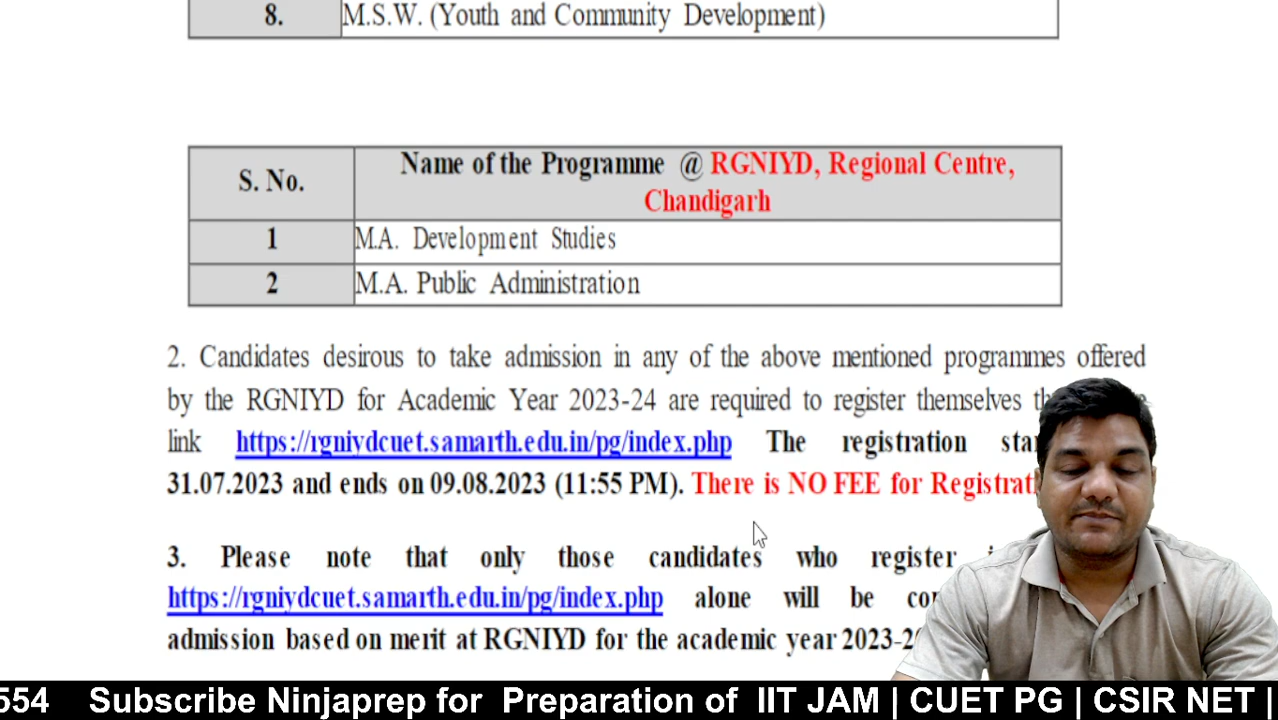 8. M.S.W. (Youth and Community Development)
S. No. Name of the Programme @ RGNIYD, Regional Centre,
Chandigarh
1 M.A. Development Studies
2 M.A. Public Administration
2. Candidates desirous to take admission in any of the above mentioned programmes offered
by the RGNIYD for Academic Year 2023-24 are required to register themselves
link https://rgniydcuet.samarth.edu.in/pg/index.php The registration
31.07.2023 and ends on 09.08.2023 (11:55 PM). There is NO FEE for
3. Please note that only those candidates who register
https://rgniydcuet.samarth.edu.in/pg/index.php alone will be
admission based on merit at RGNIYD for the academic year
554 Subscribe Ninjaprep for Preparation of IIT JAM | CUET PG | CSIR NET |